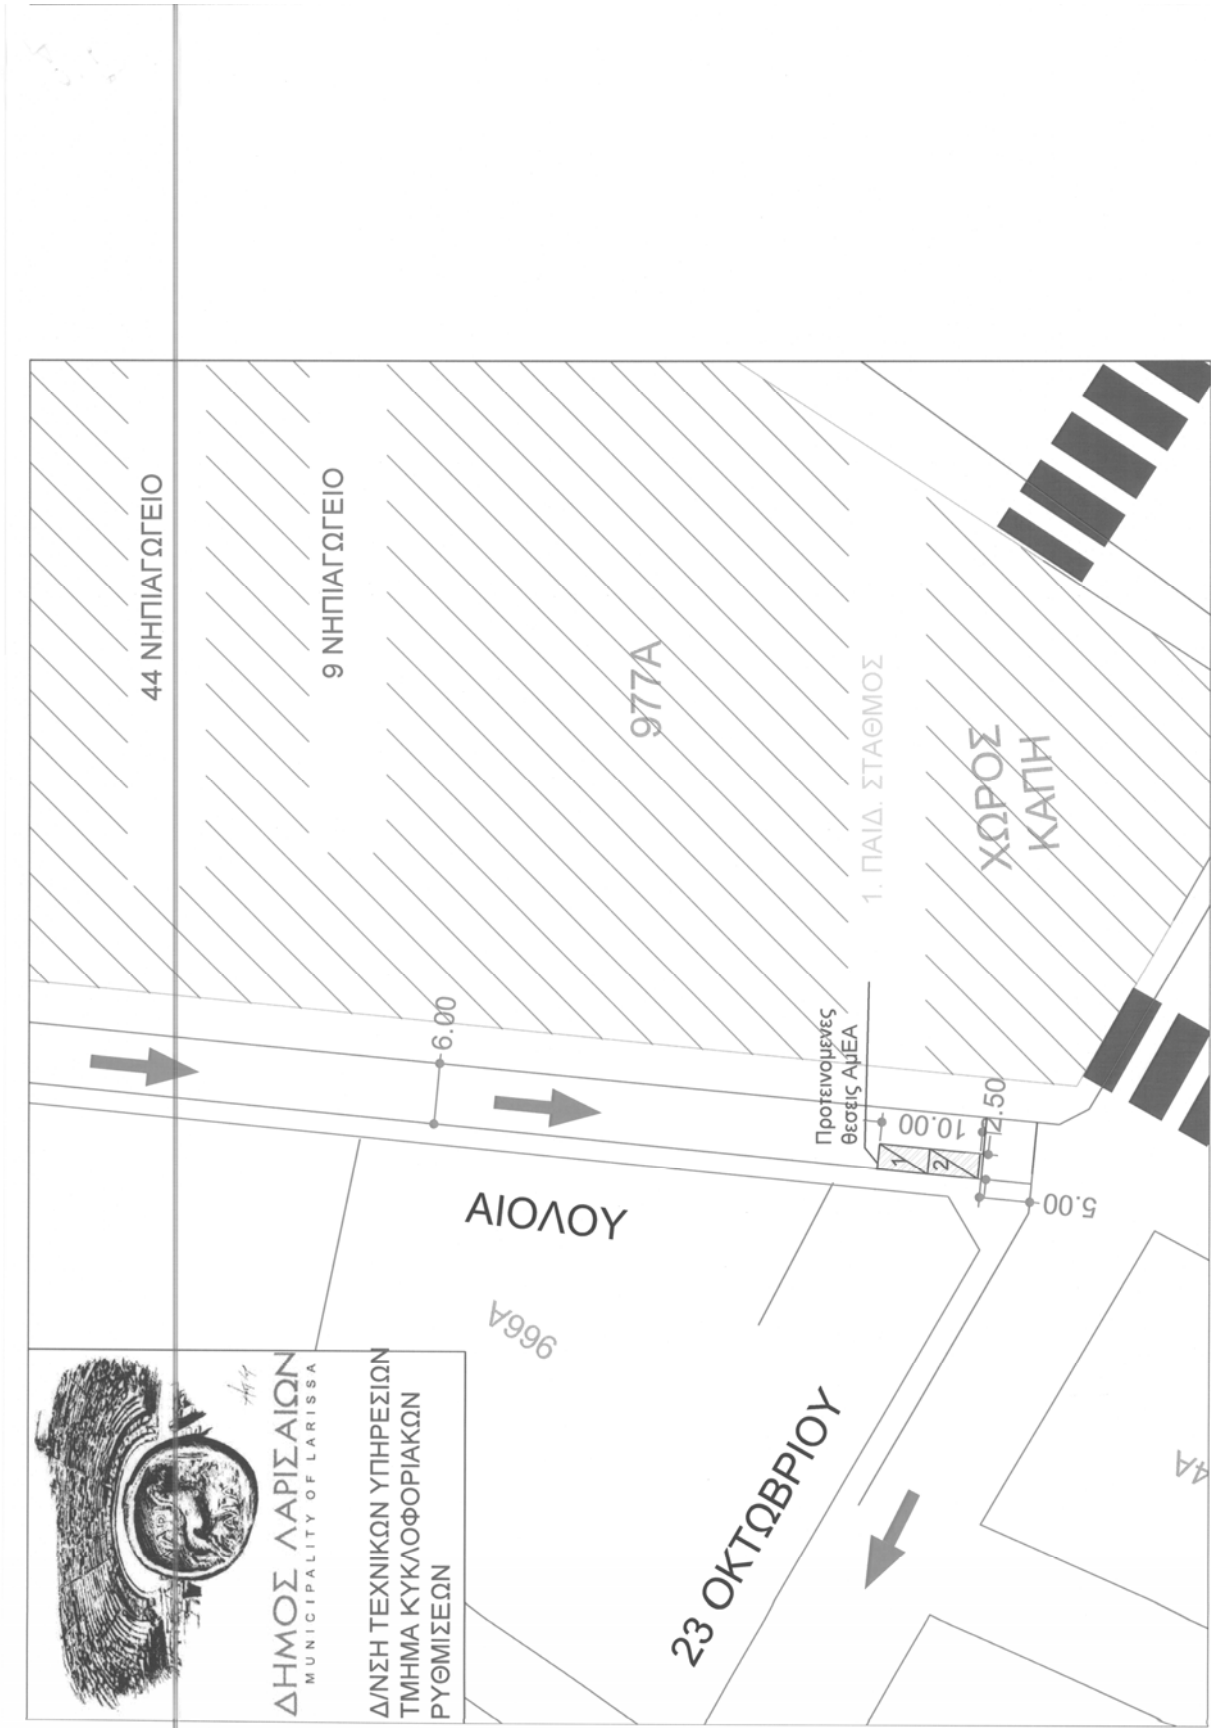 44 ΝΗΠΙΑΓΩΓΕΙΟ
9 ΝΗΠΙΑΓΩΓΕΙΟ
977Α
1. ΠΑΙΔ. ΣΤΑΘΜΟΣ
ΧΩΡΟΣ
ΚΑΠΗ
6.00
Προτεινομενες
θεσεις ΑμΕΑ
10.00
2.50
1
2
5.00
ΑΙΟΛΟΥ
966Α
23 ΟΚΤΩΒΡΙΟΥ
4Α
ΔΗΜΟΣ ΛΑΡΙΣΑΙΩΝ
MUNICIPALITY OF LARISSA
Δ/ΝΣΗ ΤΕΧΝΙΚΩΝ ΥΠΗΡΕΣΙΩΝ
ΤΜΗΜΑ ΚΥΚΛΟΦΟΡΙΑΚΩΝ
ΡΥΘΜΙΣΕΩΝ